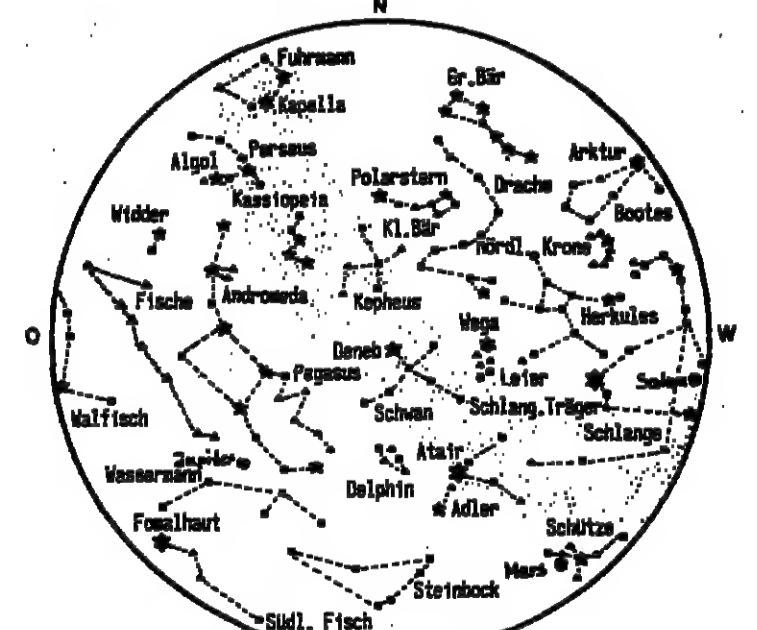 N
Fuhrmann
Gr.Bär
Kapella
Algol
Perseus
Arktur
Polarstern
Drache
Kassiopeia
Widder
Bootes
Kl.Bär
nördl. Krone
Fische
Andromeda
Kepheus
Herkules
O
Wega
W
Deneb
Pegasus
Leier
Walfisch
Schwan
Schlang.Träger
Schlange
Atair
Wassermann
Delphin
Adler
Fomalhaut
Schütze
Mars
Steinbock
Südl. Fisch